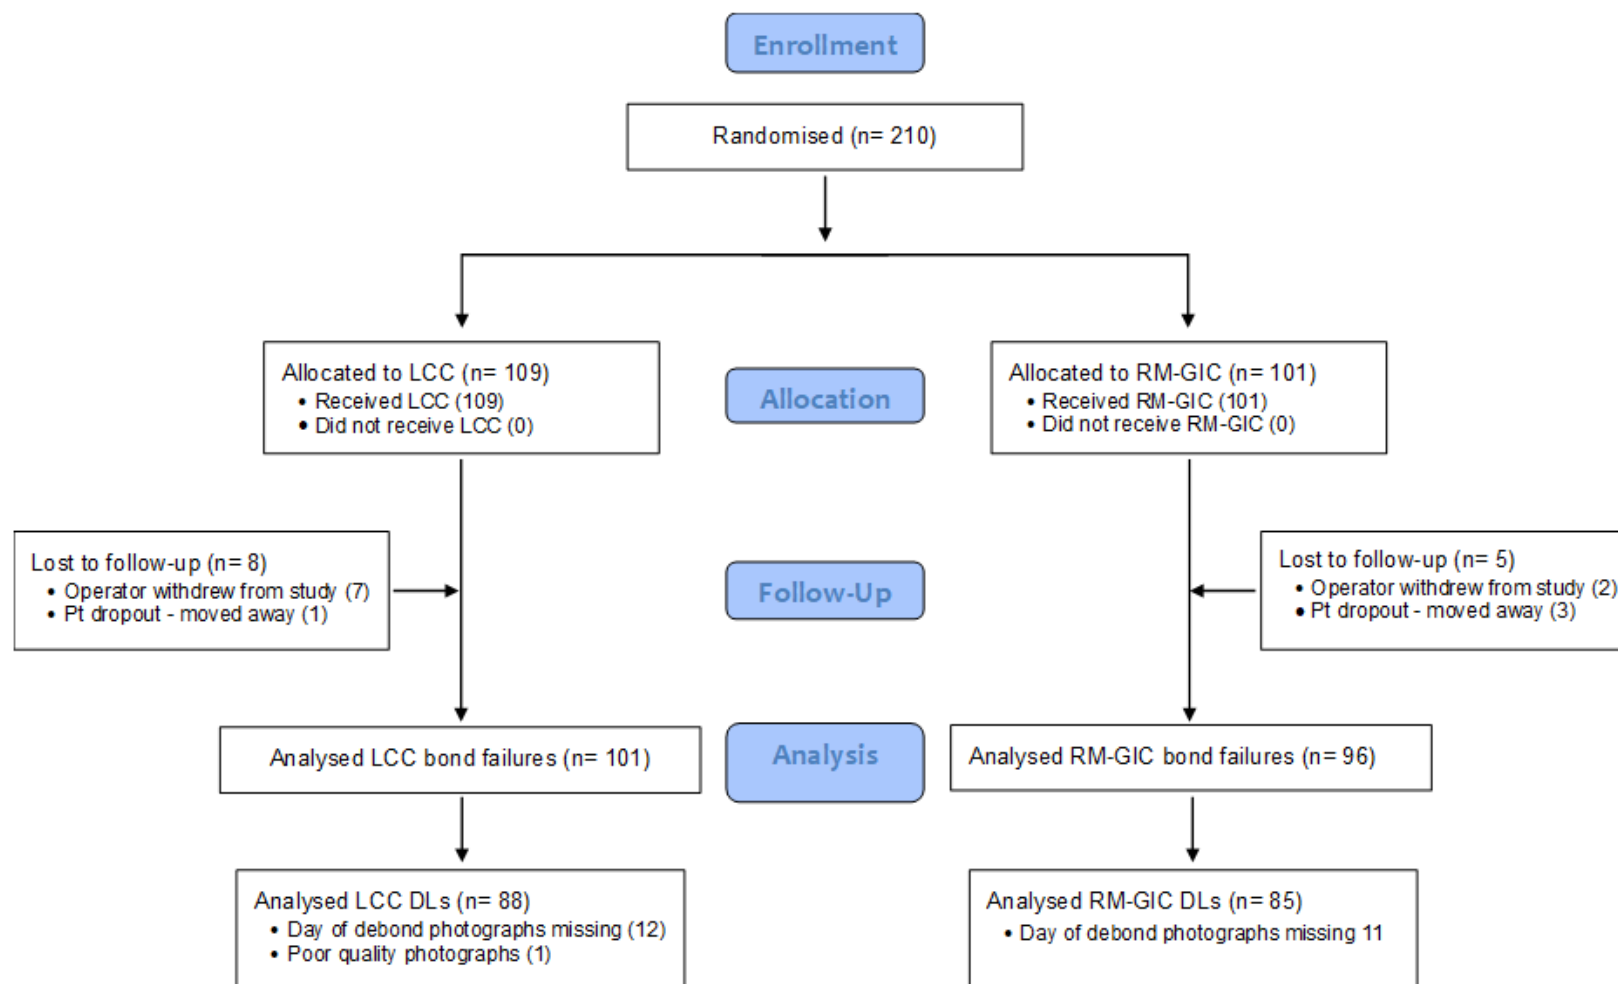 Enrollment
Randomised (n= 210)
Allocated to LCC (n= 109)
• Received LCC (109)
• Did not receive LCC (0)
Allocation
Allocated to RM-GIC (n= 101)
• Received RM-GIC (101)
• Did not receive RM-GIC (0)
Lost to follow-up (n= 8)
• Operator withdrew from study (7)
• Pt dropout - moved away (1)
Follow-Up
Lost to follow-up (n= 5)
• Operator withdrew from study (2)
• Pt dropout - moved away (3)
Analysed LCC bond failures (n= 101)
Analysis
Analysed RM-GIC bond failures (n= 96)
Analysed LCC DLs (n= 88)
• Day of debond photographs missing (12)
• Poor quality photographs (1)
Analysed RM-GIC DLs (n= 85)
• Day of debond photographs missing 11